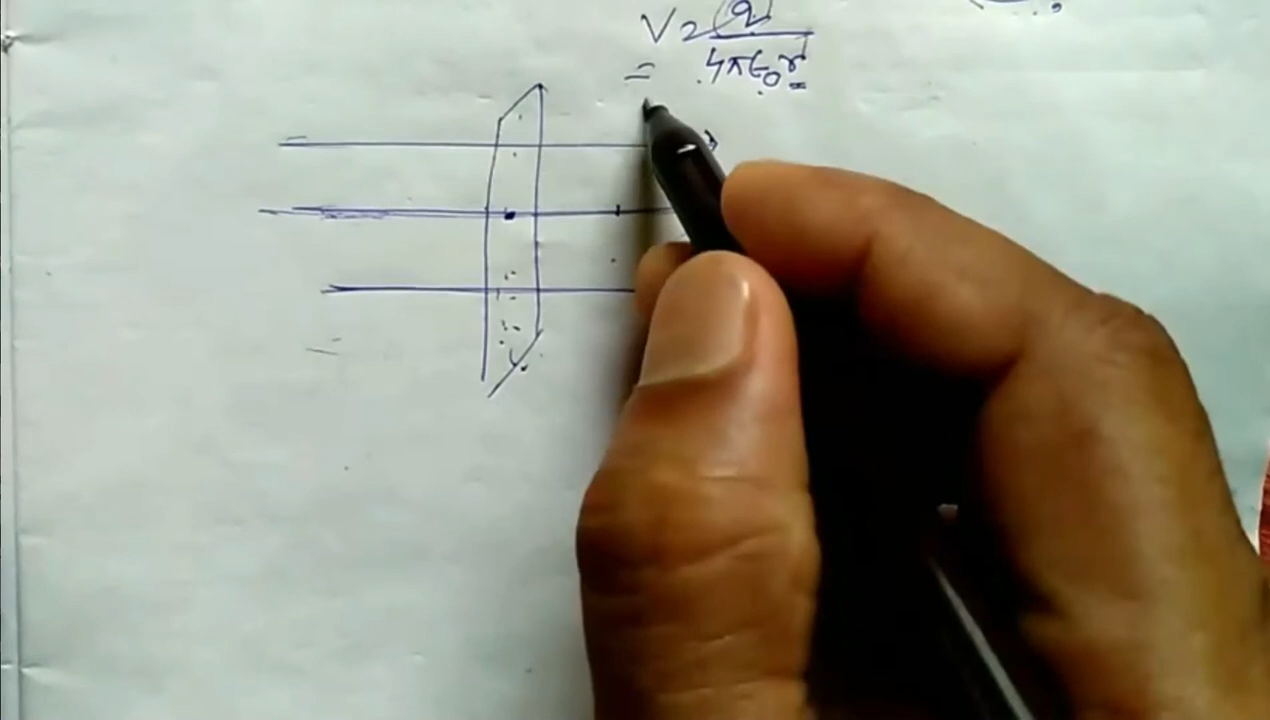 V = q / 4πε₀r
=